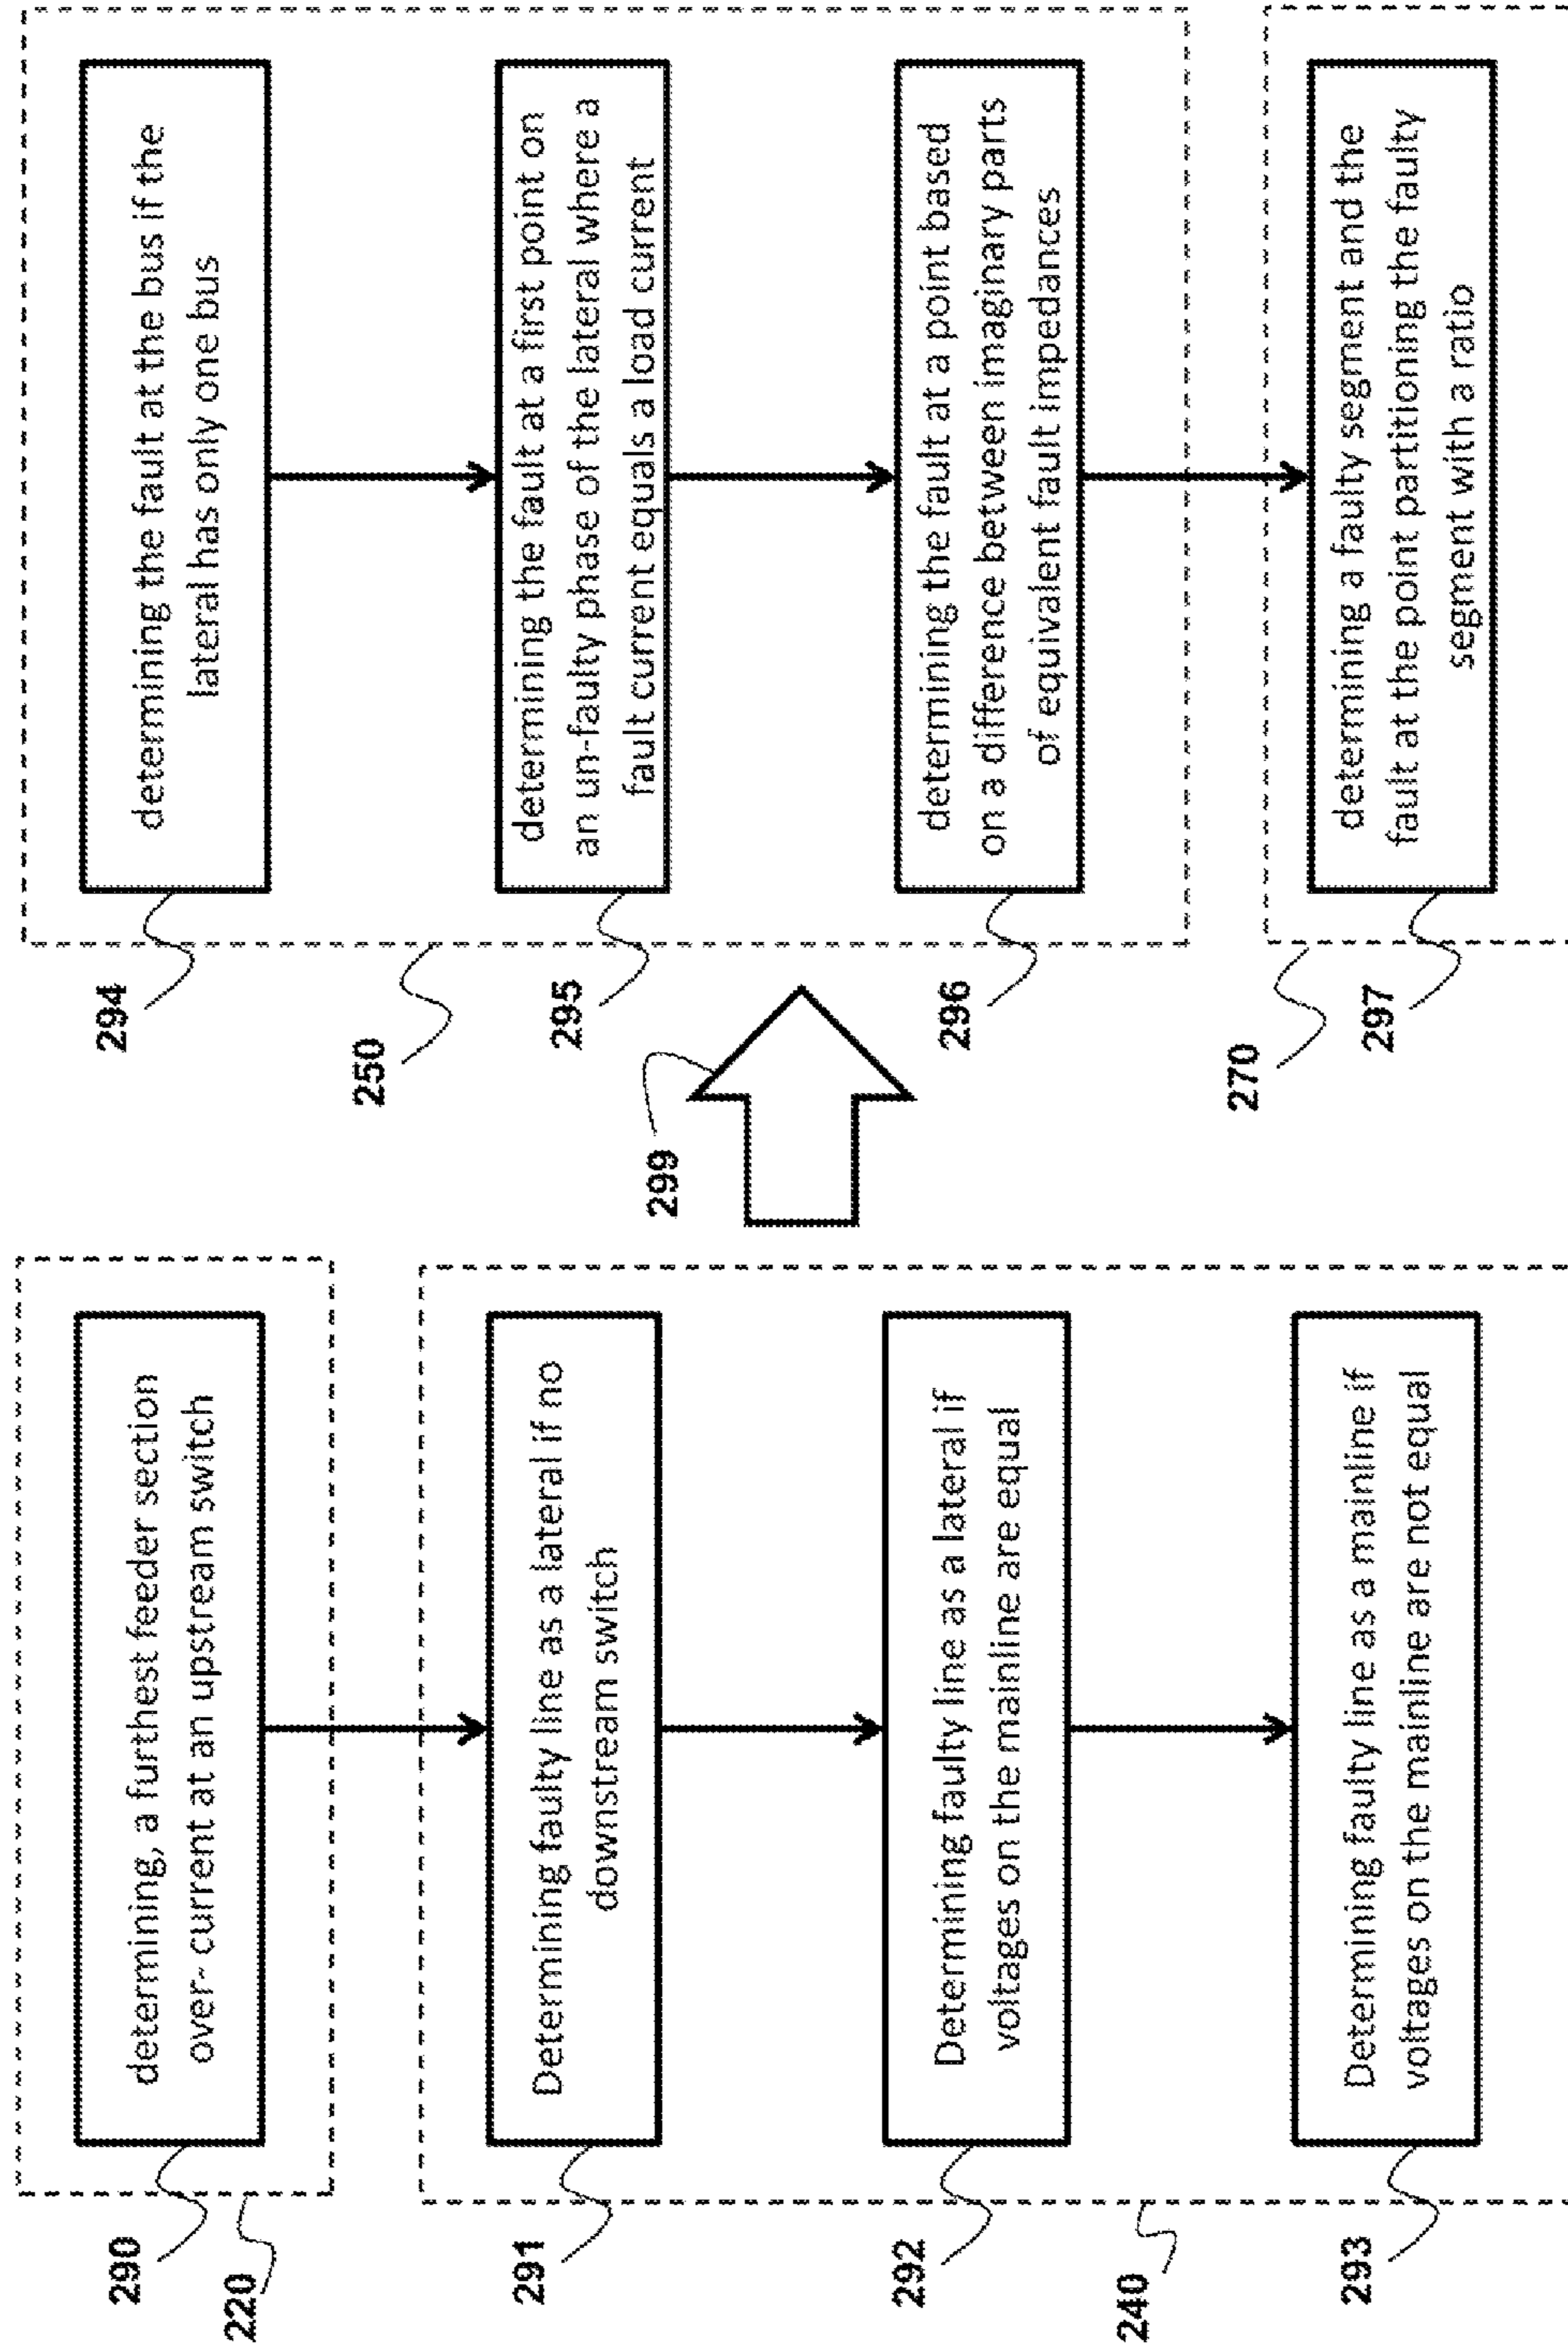 290
determining, a furthest feeder section
over- current at an upstream switch
220
291
Determining faulty line as a lateral if no
downstream switch
292
Determining faulty line as a lateral if
voltages on the mainline are equal
240
293
Determining faulty line as a mainline if
voltages on the mainline are not equal
299
294
determining the fault at the bus if the
lateral has only one bus
250
295
determining the fault at a first point on
an un-faulty phase of the lateral where a
fault current equals a load current
296
determining the fault at a point based
on a difference between imaginary parts
of equivalent fault impedances
270
297
determining a faulty segment and the
fault at the point partitioning the faulty
segment with a ratio